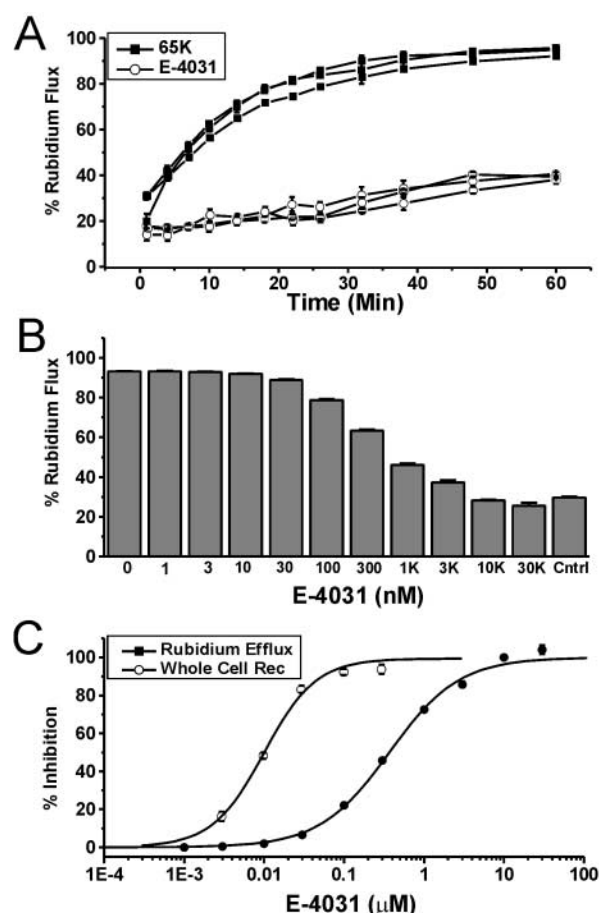 A
65K
E-4031
% Rubidium Flux
100
80
60
40
20
0
0 10 20 30 40 50 60
Time (Min)
B
% Rubidium Flux
100
80
60
40
20
0
0 1 3 10 30 100 300 1K 3K 10K 30K Cntrl
E-4031 (nM)
C
Rubidium Efflux
Whole Cell Rec
% Inhibition
100
80
60
40
20
0
1E-4 1E-3 0.01 0.1 1 10 100
E-4031 (μM)